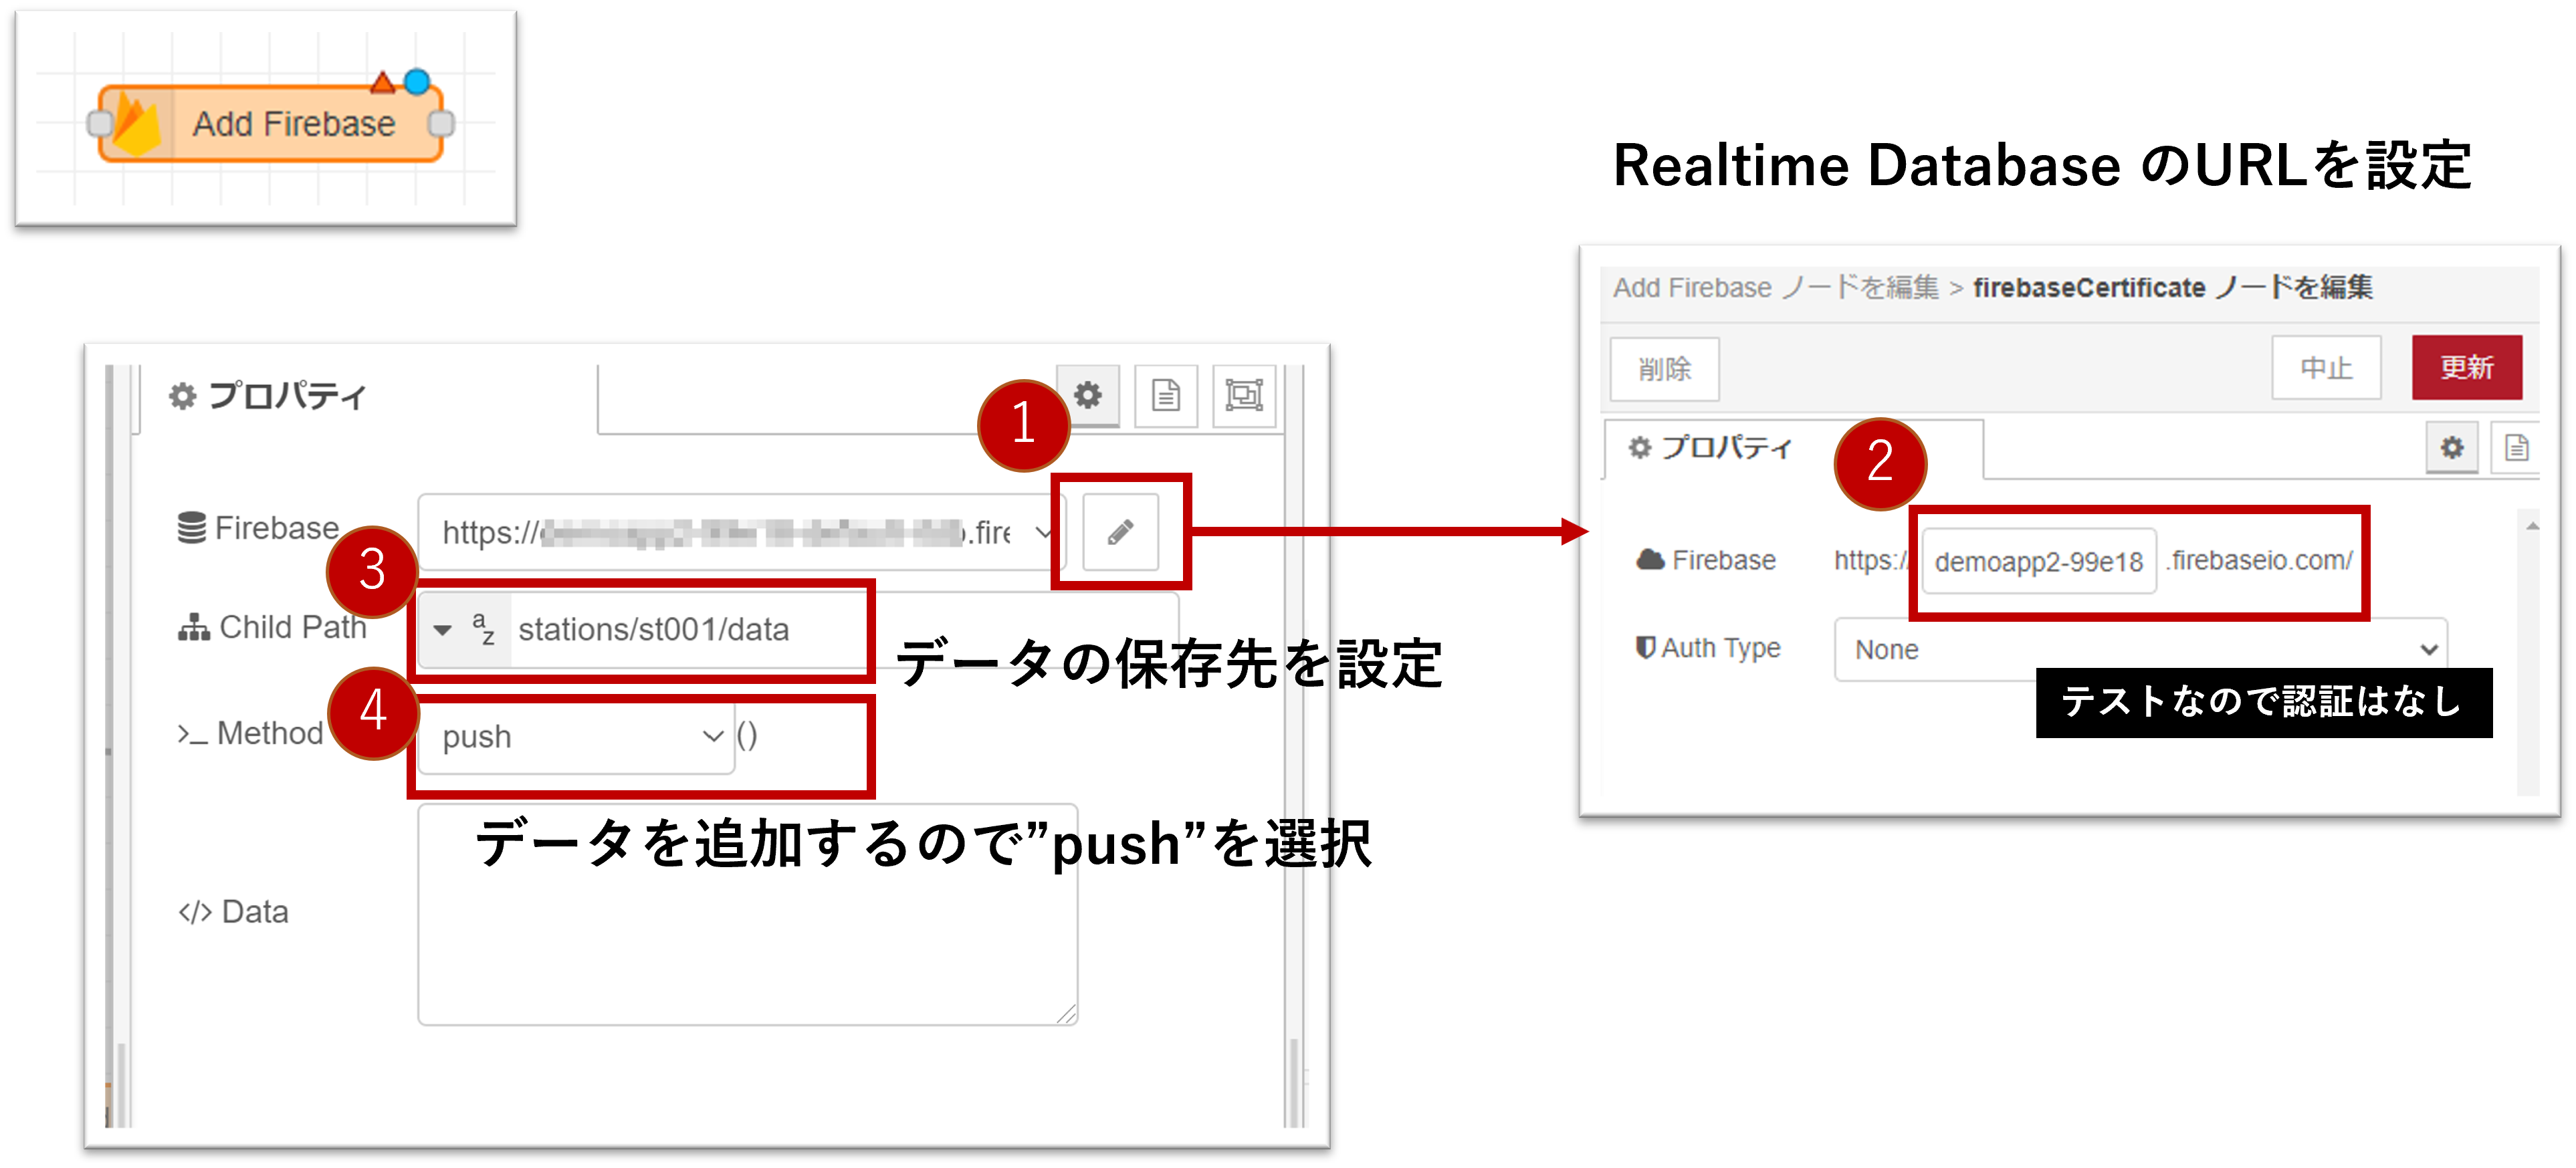 Add Firebase
Realtime Database のURLを設定
プロパティ
1
Firebase
https://
.fire
3
Child Path
az
stations/st001/data
データの保存先を設定
4
Method
push
()
データを追加するので”push”を選択
</> Data
Add Firebase ノードを編集 > firebaseCertificate ノードを編集
削除
中止
更新
プロパティ
2
Firebase
https://
demoapp2-99e18
.firebaseio.com/
Auth Type
None
テストなので認証はなし